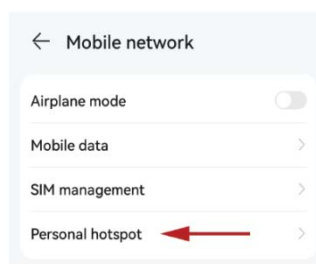 Mobile network
Airplane mode
Mobile data
SIM management
Personal hotspot